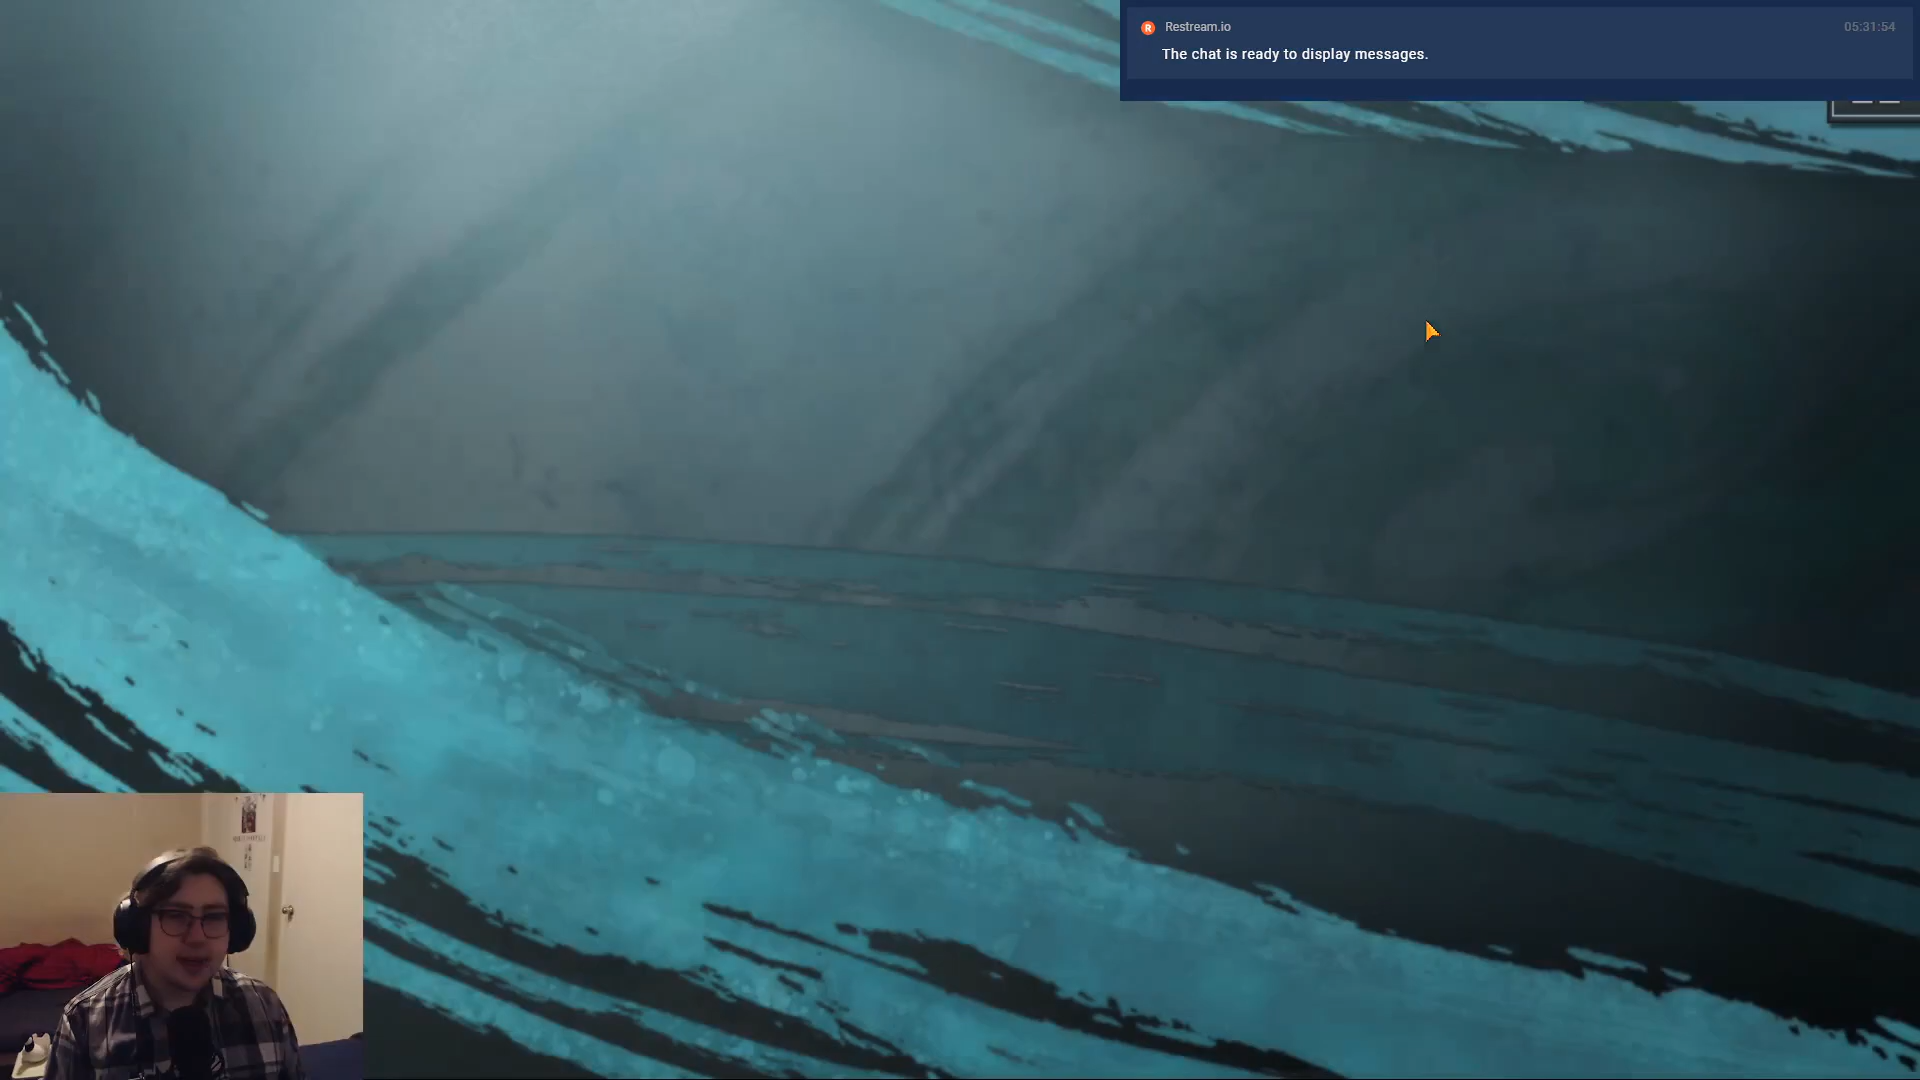 Restream.io
05:31:54
The chat is ready to display messages.